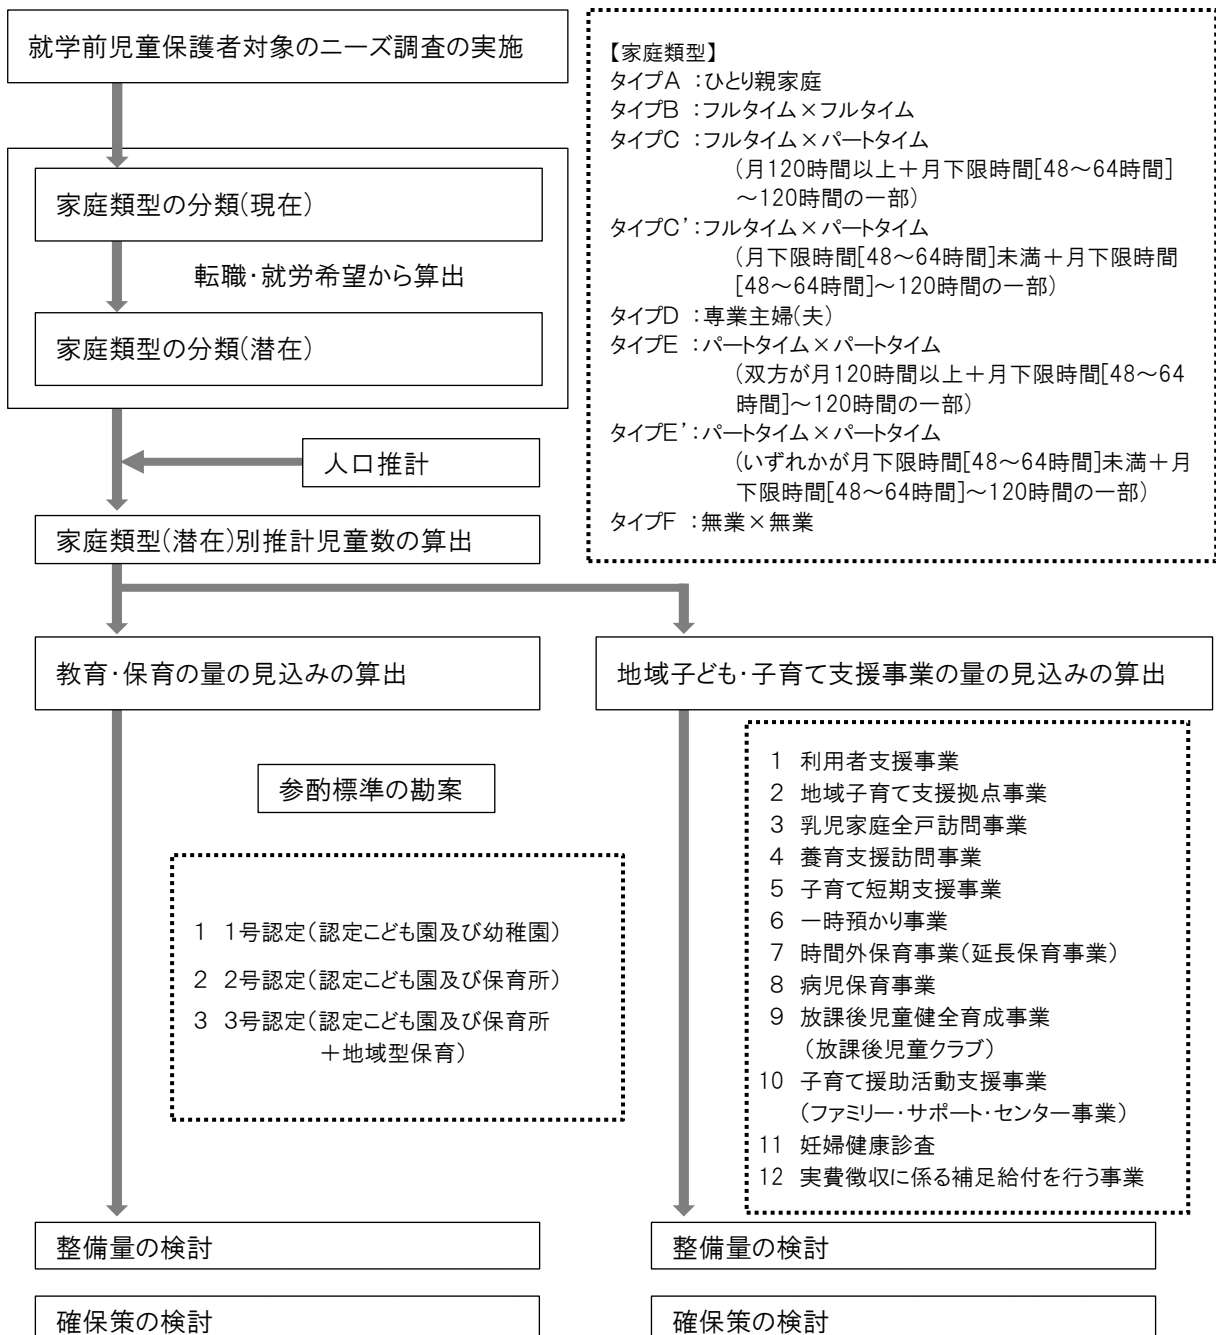 就学前児童保護者対象のニーズ調査の実施
家庭類型の分類(現在)
転職・就労希望から算出
家庭類型の分類(潜在)
人口推計
家庭類型(潜在)別推計児童数の算出
【家庭類型】
タイプA ：ひとり親家庭
タイプB ：フルタイム×フルタイム
タイプC ：フルタイム×パートタイム
(月120時間以上＋月下限時間[48～64時間]
～120時間の一部)
タイプC’：フルタイム×パートタイム
(月下限時間[48～64時間]未満＋月下限時間
[48～64時間]～120時間の一部)
タイプD ：専業主婦(夫)
タイプE ：パートタイム×パートタイム
(双方が月120時間以上＋月下限時間[48～64
時間]～120時間の一部)
タイプE’：パートタイム×パートタイム
(いずれかが月下限時間[48～64時間]未満＋月
下限時間[48～64時間]～120時間の一部)
タイプF ：無業×無業
教育・保育の量の見込みの算出
参酌標準の勘案
1 1号認定(認定こども園及び幼稚園)
2 2号認定(認定こども園及び保育所)
3 3号認定(認定こども園及び保育所
＋地域型保育)
整備量の検討
確保策の検討
地域子ども・子育て支援事業の量の見込みの算出
1 利用者支援事業
2 地域子育て支援拠点事業
3 乳児家庭全戸訪問事業
4 養育支援訪問事業
5 子育て短期支援事業
6 一時預かり事業
7 時間外保育事業(延長保育事業)
8 病児保育事業
9 放課後児童健全育成事業
(放課後児童クラブ)
10 子育て援助活動支援事業
(ファミリー・サポート・センター事業)
11 妊婦健康診査
12 実費徴収に係る補足給付を行う事業
整備量の検討
確保策の検討